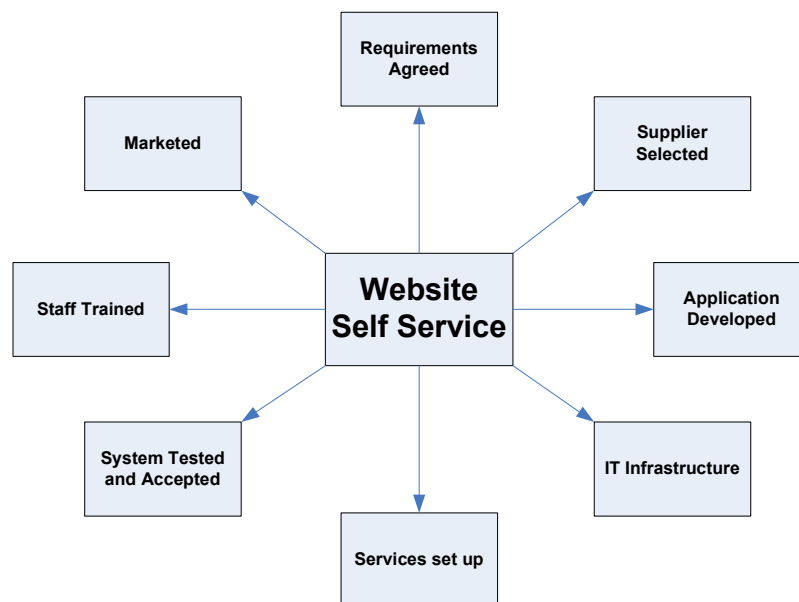 Requirements
Agreed
Marketed
Supplier
Selected
Website
Self Service
Staff Trained
Application
Developed
System Tested
and Accepted
IT Infrastructure
Services set up